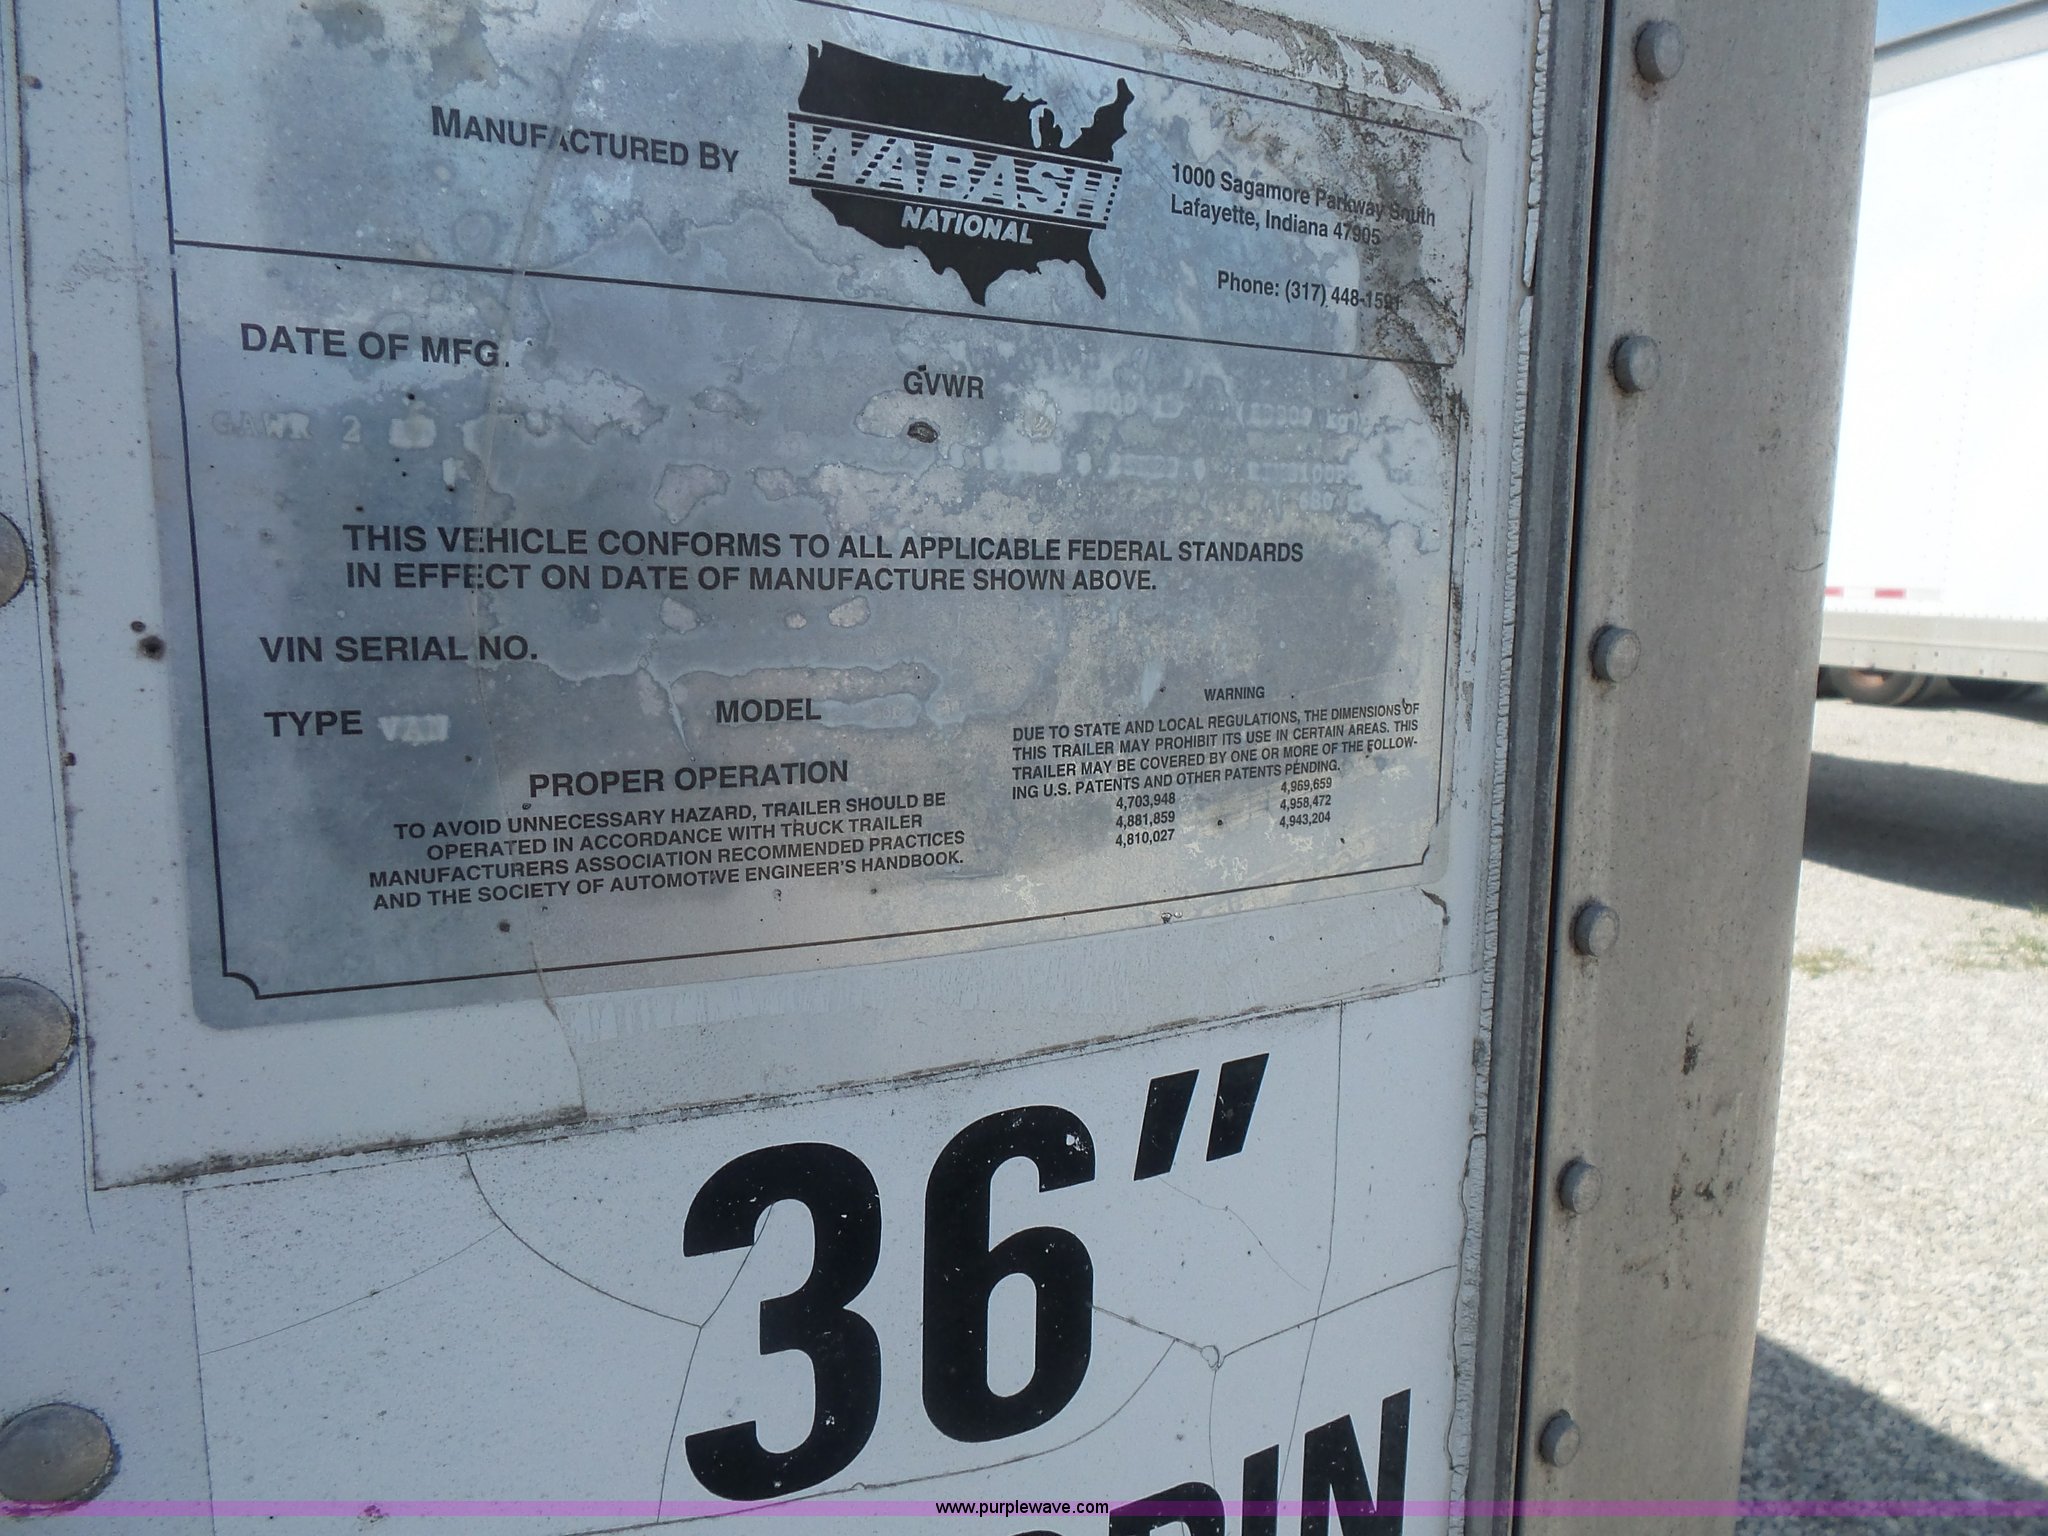 MANUFACTURED BY
WABASH
NATIONAL
1000 Sagamore Parkway South
Lafayette, Indiana 47905
Phone: (317) 448-1591
DATE OF MFG.
GVWR
GAWR 2
THIS VEHICLE CONFORMS TO ALL APPLICABLE FEDERAL STANDARDS
IN EFFECT ON DATE OF MANUFACTURE SHOWN ABOVE.
VIN SERIAL NO.
TYPE VAN
MODEL
PROPER OPERATION
TO AVOID UNNECESSARY HAZARD, TRAILER SHOULD BE
OPERATED IN ACCORDANCE WITH TRUCK TRAILER
MANUFACTURERS ASSOCIATION RECOMMENDED PRACTICES
AND THE SOCIETY OF AUTOMOTIVE ENGINEER'S HANDBOOK.
WARNING
DUE TO STATE AND LOCAL REGULATIONS, THE DIMENSIONS OF
THIS TRAILER MAY PROHIBIT ITS USE IN CERTAIN AREAS. THIS
TRAILER MAY BE COVERED BY ONE OR MORE OF THE FOLLOW-
ING U.S. PATENTS AND OTHER PATENTS PENDING.
4,703,948 4,969,659
4,881,859 4,958,472
4,810,027 4,943,204
36"
www.purplewave.com